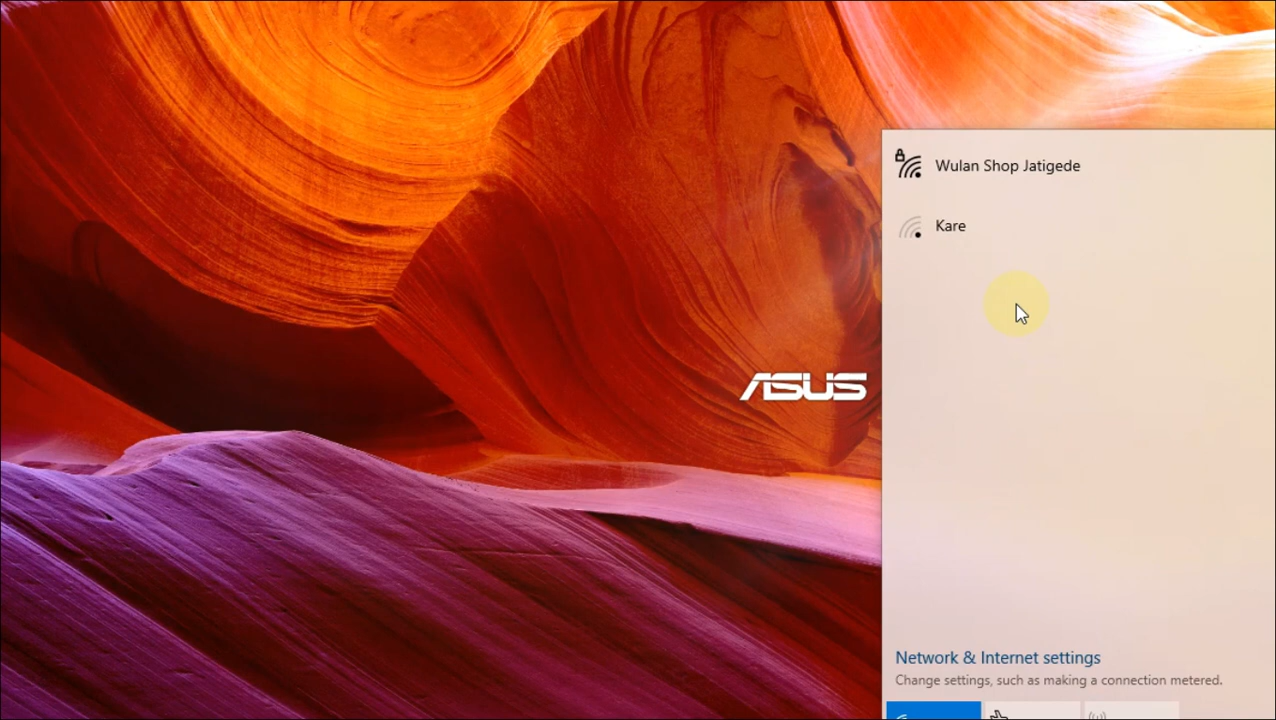 Wulan Shop Jatigede
Kare
ASUS
Network & Internet settings
Change settings, such as making a connection metered.